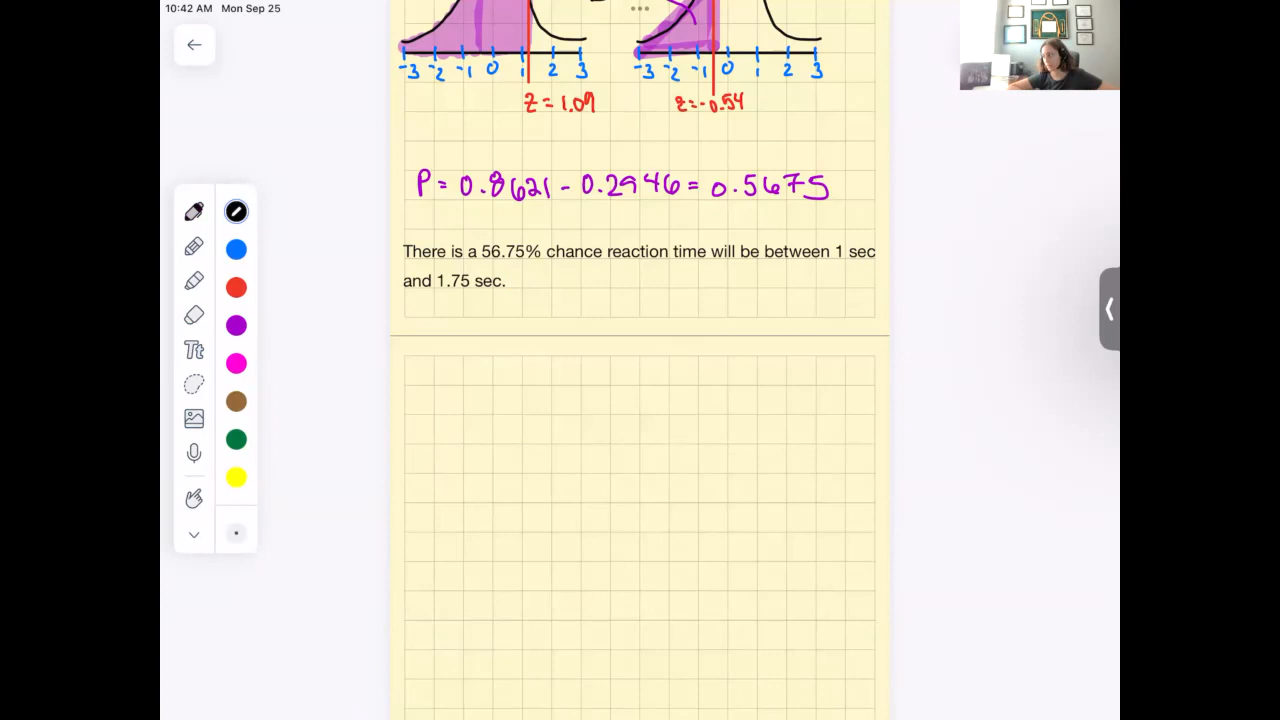 10:42 AM Mon Sep 25
-3 -2 -1 0 1 2 3
-3 -2 -1 0 1 2 3
z = 1.09
z = -0.54
P = 0.8621 - 0.2946 = 0.5675
There is a 56.75% chance reaction time will be between 1 sec
and 1.75 sec.
Tt